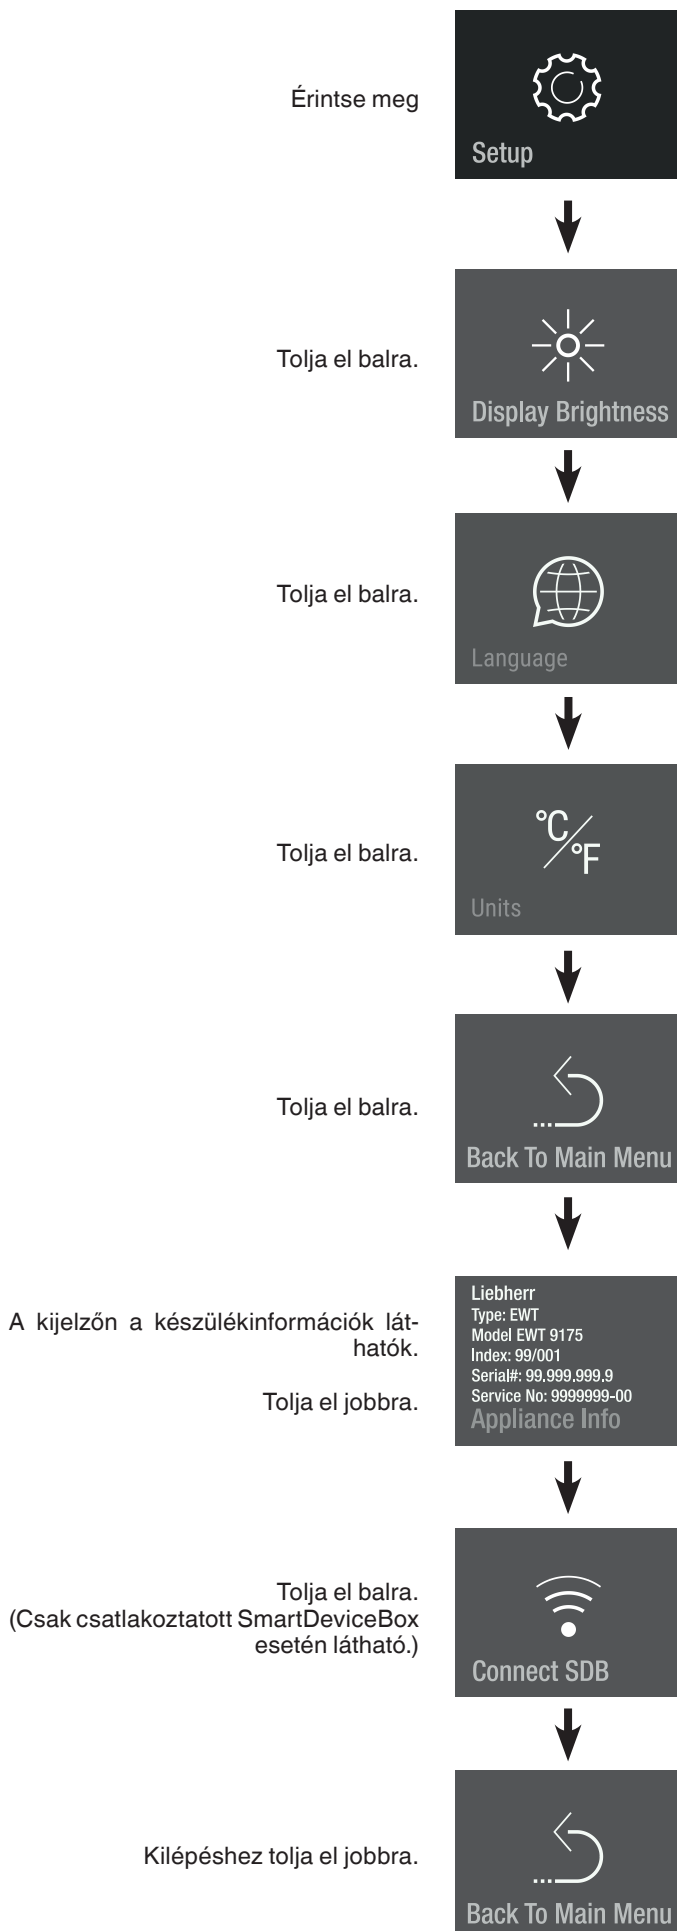 Érintse meg
Setup
Tolja el balra.
Display Brightness
Tolja el balra.
Language
Tolja el balra.
°C/°F
Units
Tolja el balra.
Back To Main Menu
A kijelzőn a készülékinformációk lát-
hatók.
Tolja el jobbra.
Liebherr
Type: EWT
Model EWT 9175
Index: 99/001
Serial#: 99.999.999.9
Service No: 9999999-00
Appliance Info
Tolja el balra.
(Csak csatlakoztatott SmartDeviceBox
esetén látható.)
Connect SDB
Kilépéshez tolja el jobbra.
Back To Main Menu